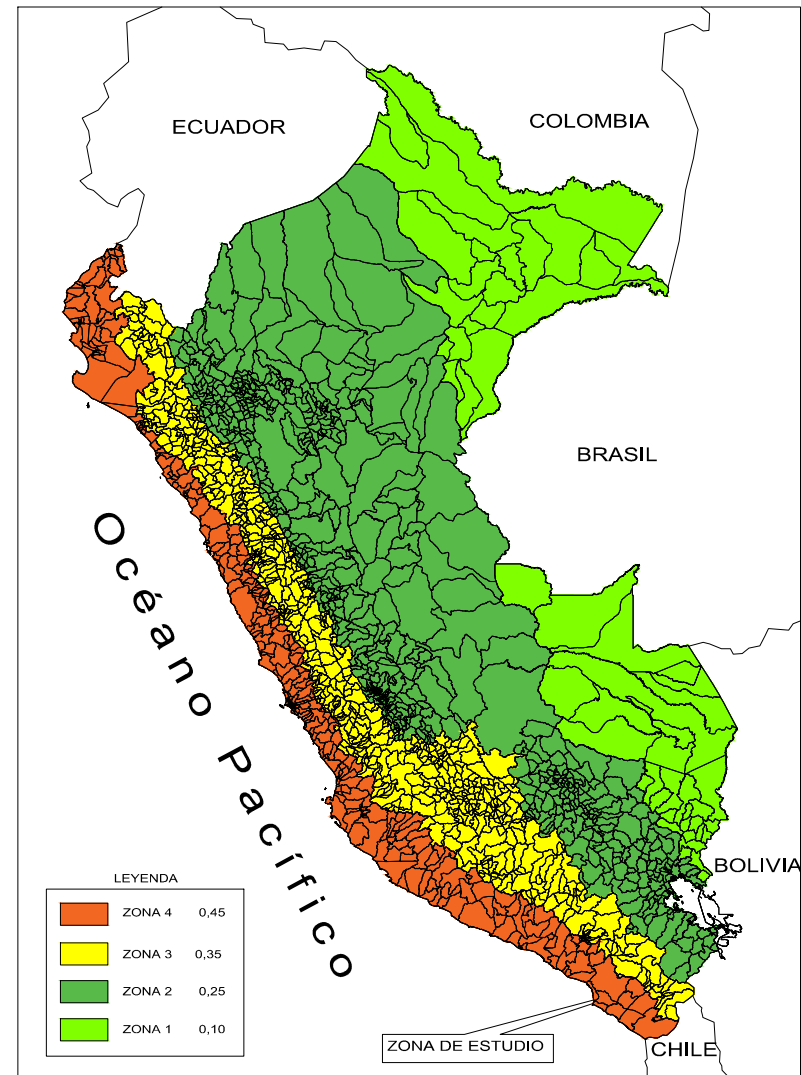 ECUADOR
COLOMBIA
BRASIL
Océano Pacífico
BOLIVIA
LEYENDA
ZONA 4 0,45
ZONA 3 0,35
ZONA 2 0,25
ZONA 1 0,10
ZONA DE ESTUDIO
CHILE